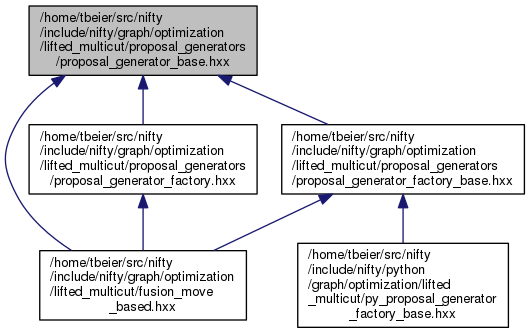 /home/tbeier/src/nifty
/include/nifty/graph/optimization
/lifted_multicut/proposal_generators
/proposal_generator_base.hxx
/home/tbeier/src/nifty
/include/nifty/graph/optimization
/lifted_multicut/proposal_generators
/proposal_generator_factory.hxx
/home/tbeier/src/nifty
/include/nifty/graph/optimization
/lifted_multicut/proposal_generators
/proposal_generator_factory_base.hxx
/home/tbeier/src/nifty
/include/nifty/graph/optimization
/lifted_multicut/fusion_move
_based.hxx
/home/tbeier/src/nifty
/include/nifty/python
/graph/optimization/lifted
_multicut/py_proposal_generator
_factory_base.hxx